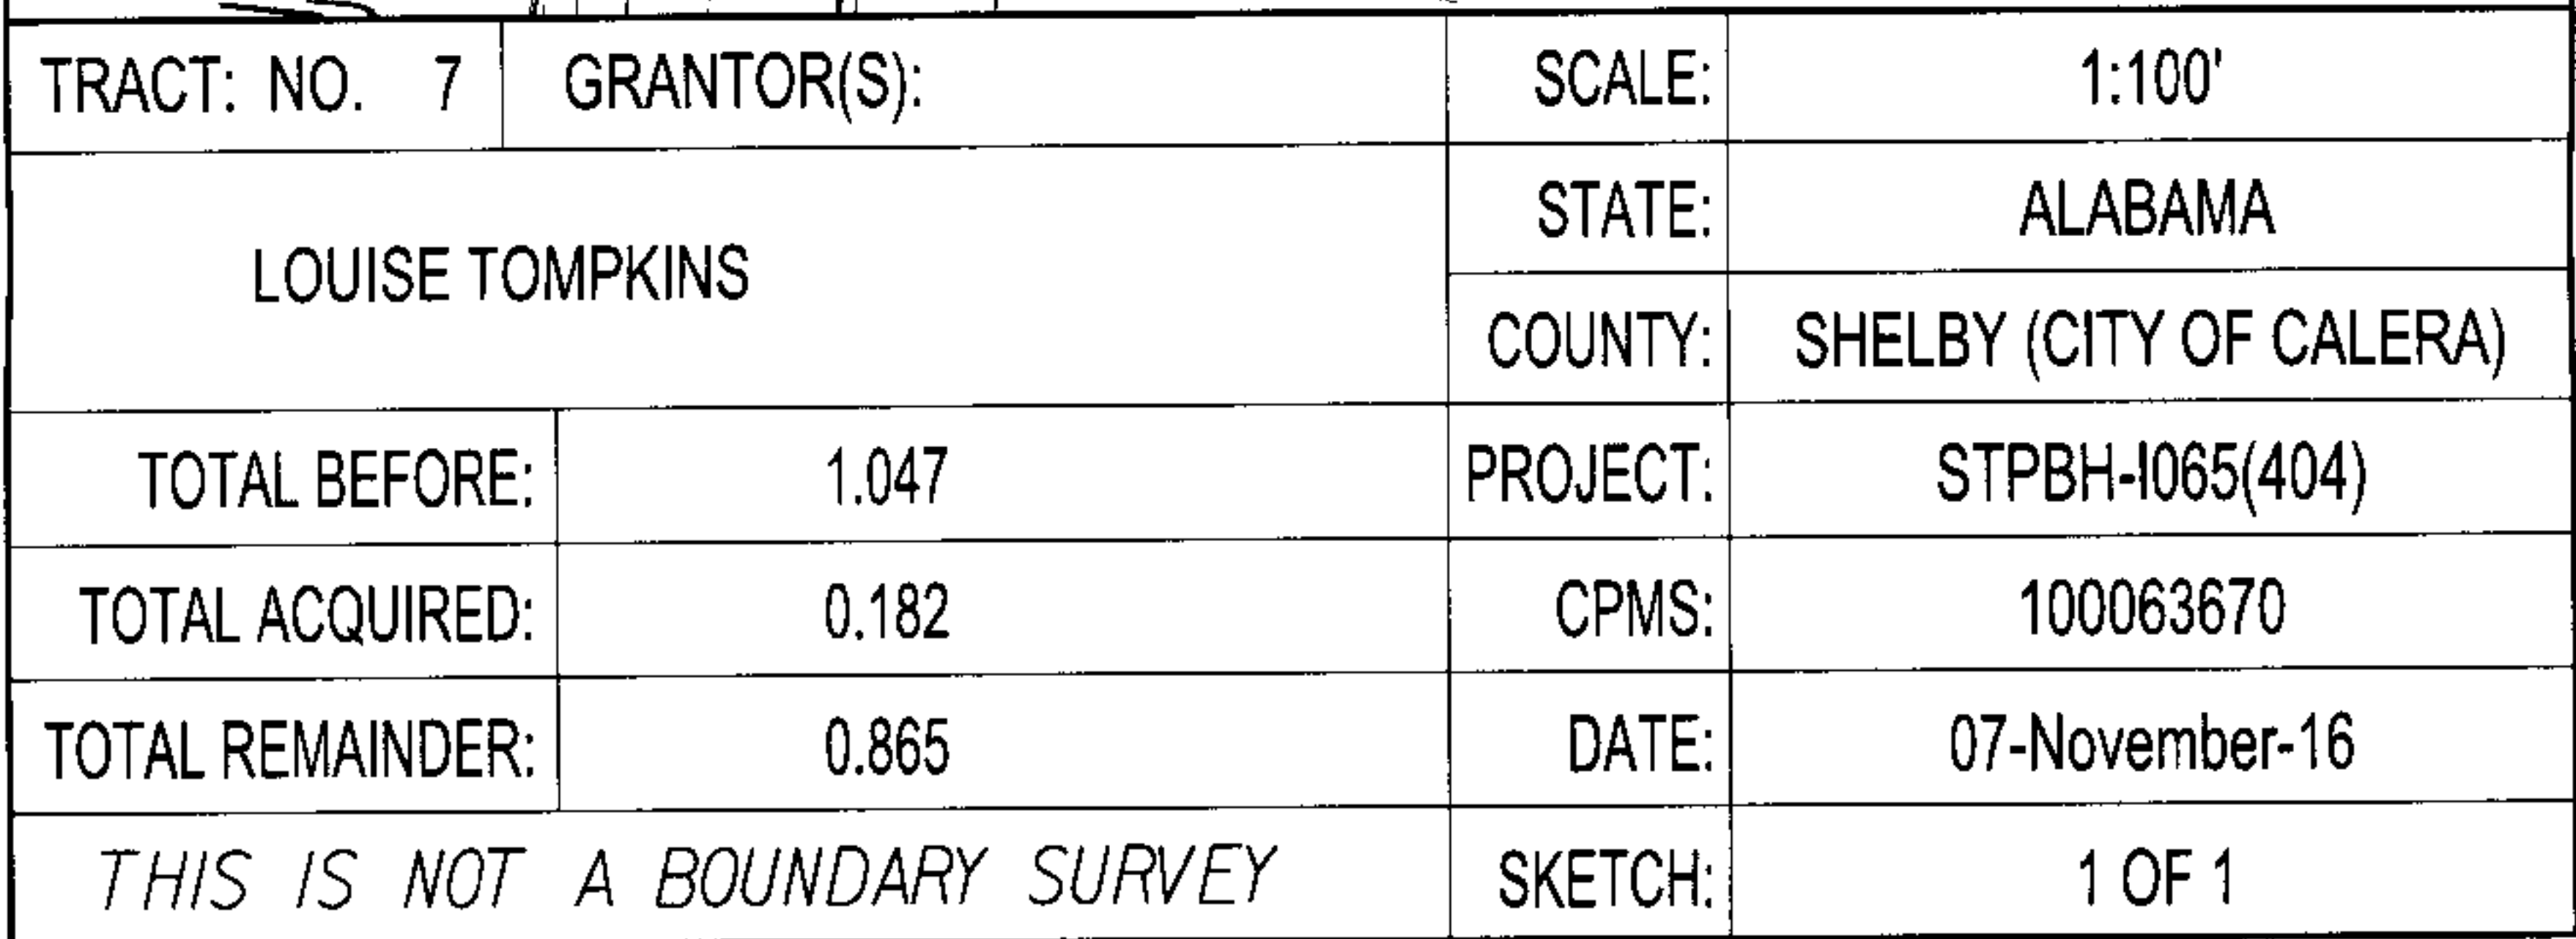 TRACT: NO. 7 GRANTOR(S): SCALE: 1:100'
STATE: ALABAMA
LOUISE TOMPKINS
COUNTY: SHELBY (CITY OF CALERA)
TOTAL BEFORE: 1.047 PROJECT: STPBH-I065(404)
TOTAL ACQUIRED: 0.182 CPMS: 100063670
TOTAL REMAINDER: 0.865 DATE: 07-November-16
THIS IS NOT A BOUNDARY SURVEY SKETCH: 1 OF 1